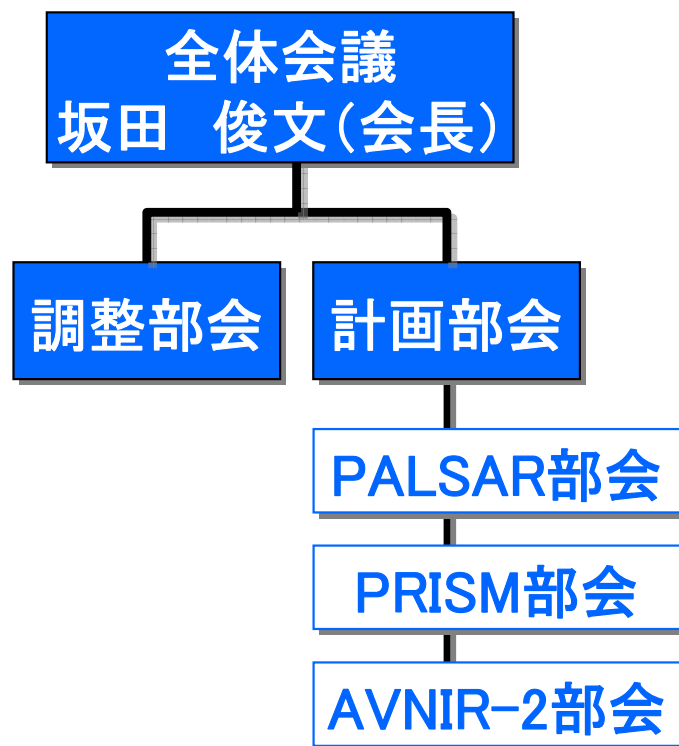 全体会議
坂田　俊文(会長)
調整部会
計画部会
PALSAR部会
PRISM部会
AVNIR-2部会